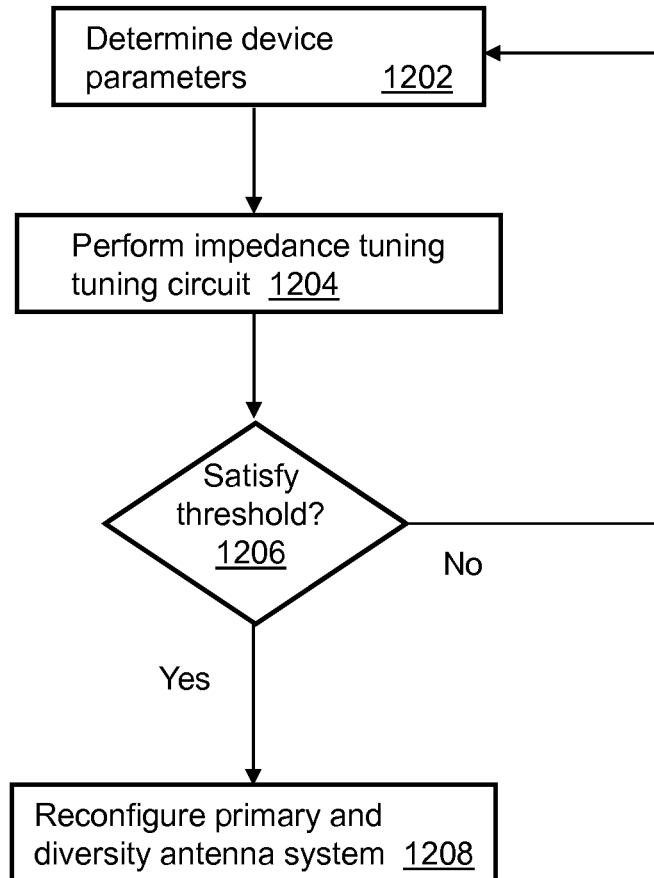 Determine device
parameters 1202
Perform impedance tuning
tuning circuit 1204
Satisfy
threshold?
1206
No
Yes
Reconfigure primary and
diversity antenna system 1208